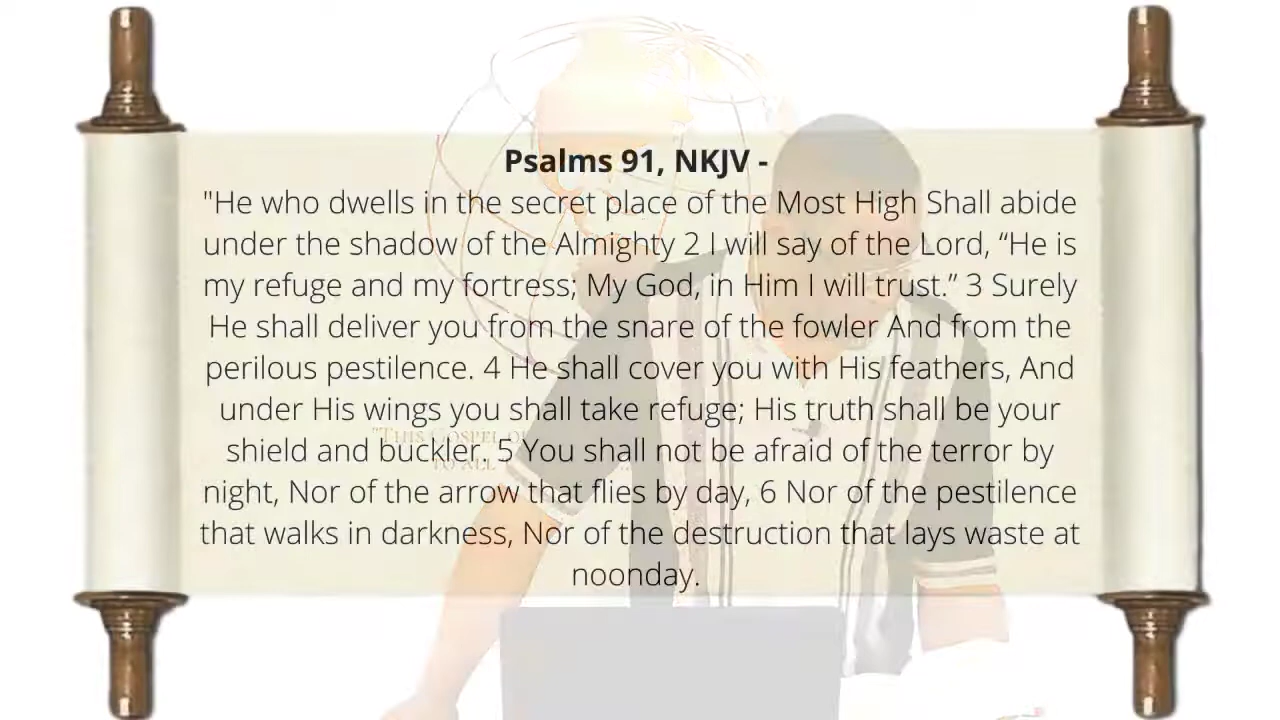 Psalms 91, NKJV -
"He who dwells in the secret place of the Most High Shall abide
under the shadow of the Almighty 2 I will say of the Lord, “He is
my refuge and my fortress; My God, in Him I will trust.” 3 Surely
He shall deliver you from the snare of the fowler And from the
perilous pestilence. 4 He shall cover you with His feathers, And
under His wings you shall take refuge; His truth shall be your
shield and buckler. 5 You shall not be afraid of the terror by
night, Nor of the arrow that flies by day, 6 Nor of the pestilence
that walks in darkness, Nor of the destruction that lays waste at
noonday.
"This Gospel of
to all